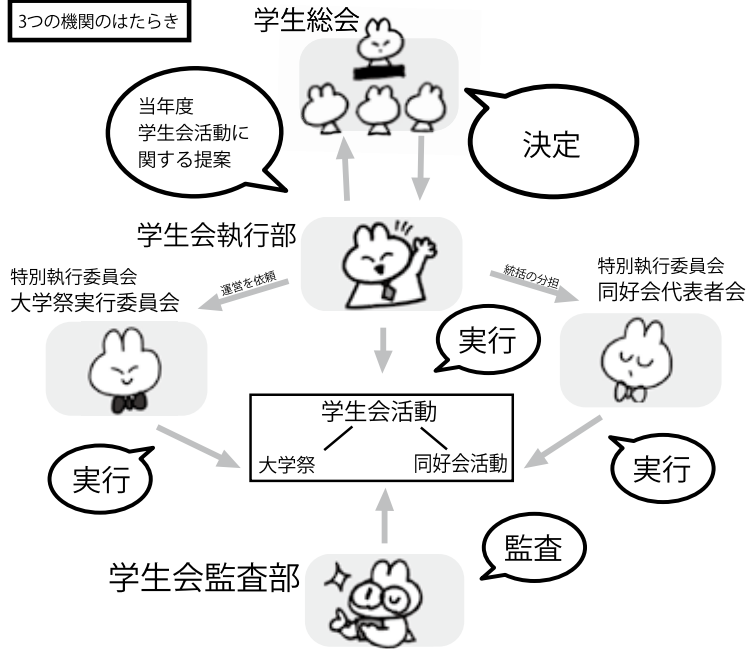 3つの機関のはたらき
学生総会
当年度
学生会活動に
関する提案
決定
学生会執行部
特別執行委員会
大学祭実行委員会
運営を依頼
統括の分担
特別執行委員会
同好会代表者会
実行
学生会活動
大学祭
同好会活動
実行
実行
監査
学生会監査部